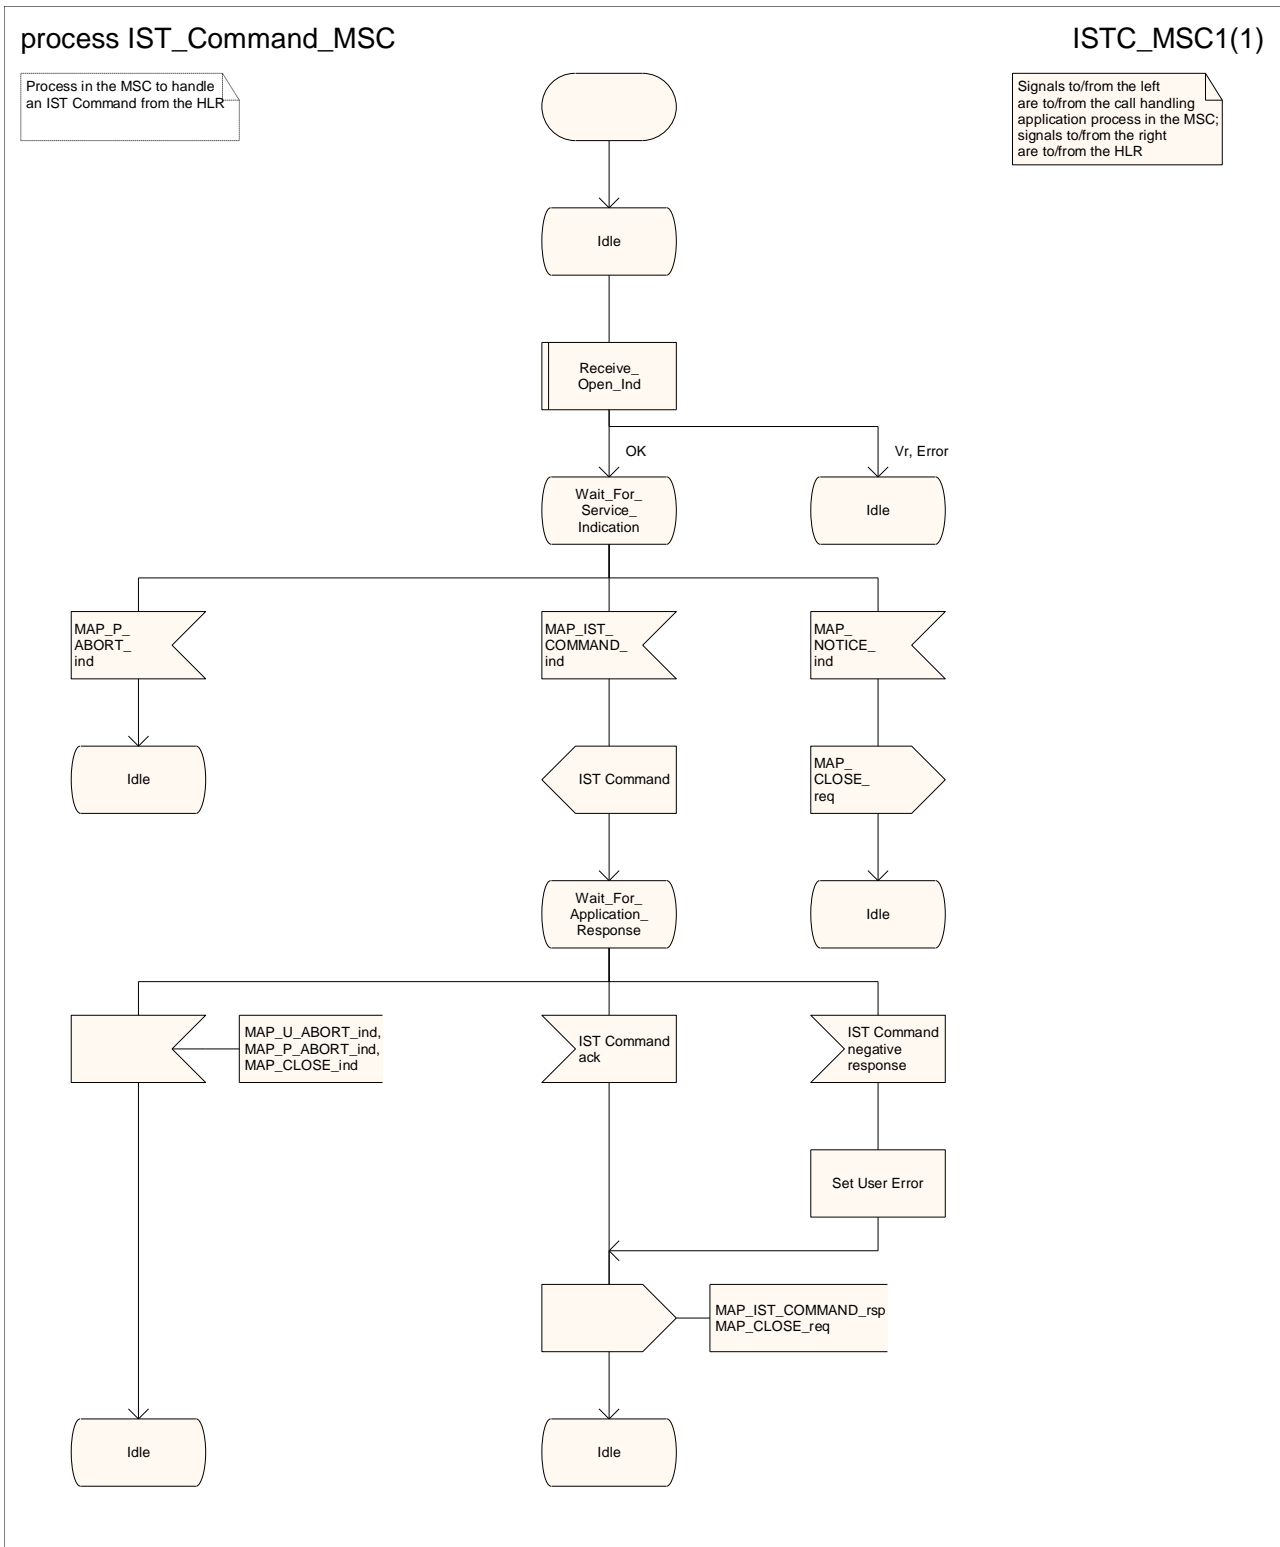 process IST_Command_MSC
ISTC_MSC1(1)
Process in the MSC to handle
an IST Command from the HLR
Signals to/from the left
are to/from the call handling
application process in the MSC;
signals to/from the right
are to/from the HLR
Idle
Receive_
Open_Ind
OK
Vr, Error
Wait_For_
Service_
Indication
Idle
MAP_P_
ABORT_
ind
MAP_IST_
COMMAND_
ind
MAP_
NOTICE_
ind
Idle
IST Command
MAP_
CLOSE_
req
Wait_For_
Application_
Response
Idle
MAP_U_ABORT_ind,
MAP_P_ABORT_ind,
MAP_CLOSE_ind
IST Command
ack
IST Command
negative
response
Set User Error
MAP_IST_COMMAND_rsp
MAP_CLOSE_req
Idle
Idle